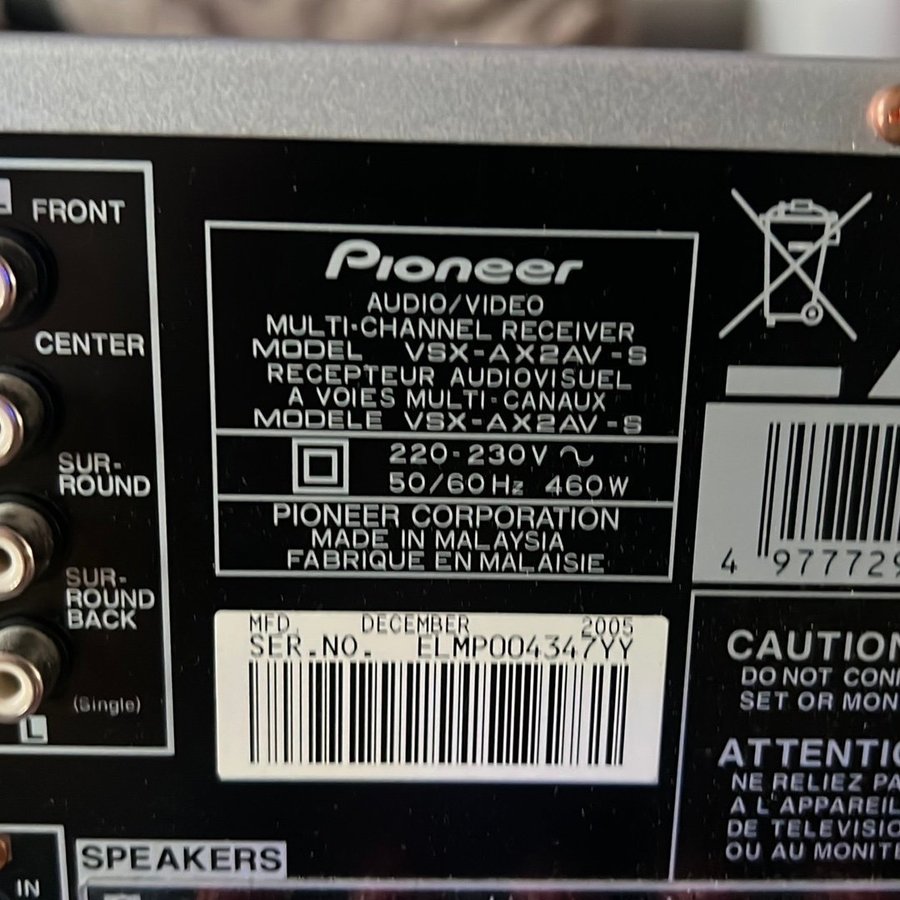 FRONT
CENTER
SUR-
ROUND
SUR-
ROUND
BACK
(Single)
L
Pioneer
AUDIO/VIDEO
MULTI-CHANNEL RECEIVER
MODEL VSX-AX2AV-S
RECEPTEUR AUDIOVISUEL
A VOIES MULTI-CANAUX
MODELE VSX-AX2AV-S
220-230V ~
50/60Hz 460W
PIONEER CORPORATION
MADE IN MALAYSIA
FABRIQUE EN MALAISIE
MFD. DECEMBER 2005
SER.NO. ELMP004347YY
4 977729
CAUTION
DO NOT CON
SET OR MON
ATTENTIO
NE RELIEZ PA
A L'APPAREIL
DE TELEVISIO
OU AU MONITE
IN
SPEAKERS